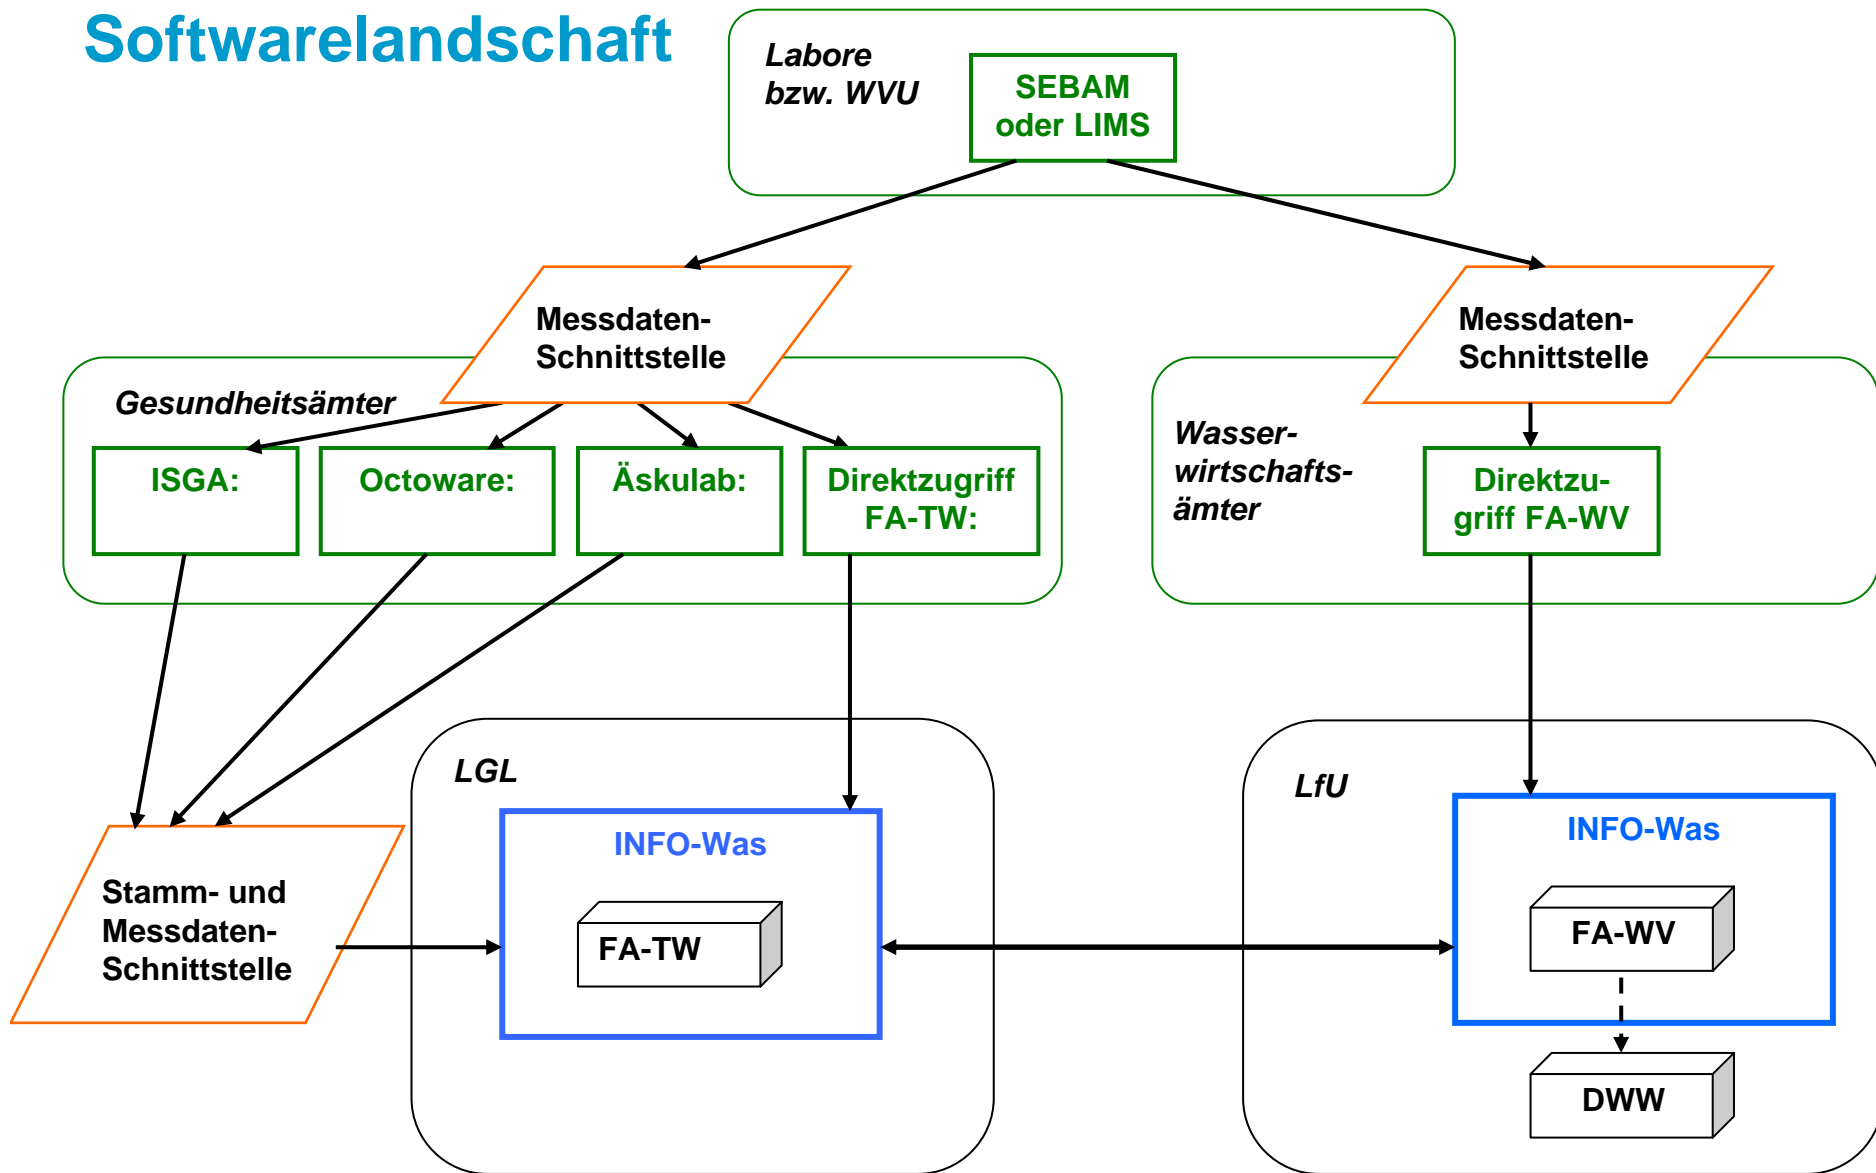 Softwarelandschaft
Labore
bzw. WVU
SEBAM
oder LIMS
Messdaten-
Schnittstelle
Messdaten-
Schnittstelle
Gesundheitsämter
ISGA:
Octoware:
Äskulab:
Direktzugriff
FA-TW:
Wasser-
wirtschafts-
ämter
Direktzu-
griff FA-WV
LGL
INFO-Was
FA-TW
LfU
INFO-Was
FA-WV
DWW
Stamm- und
Messdaten-
Schnittstelle